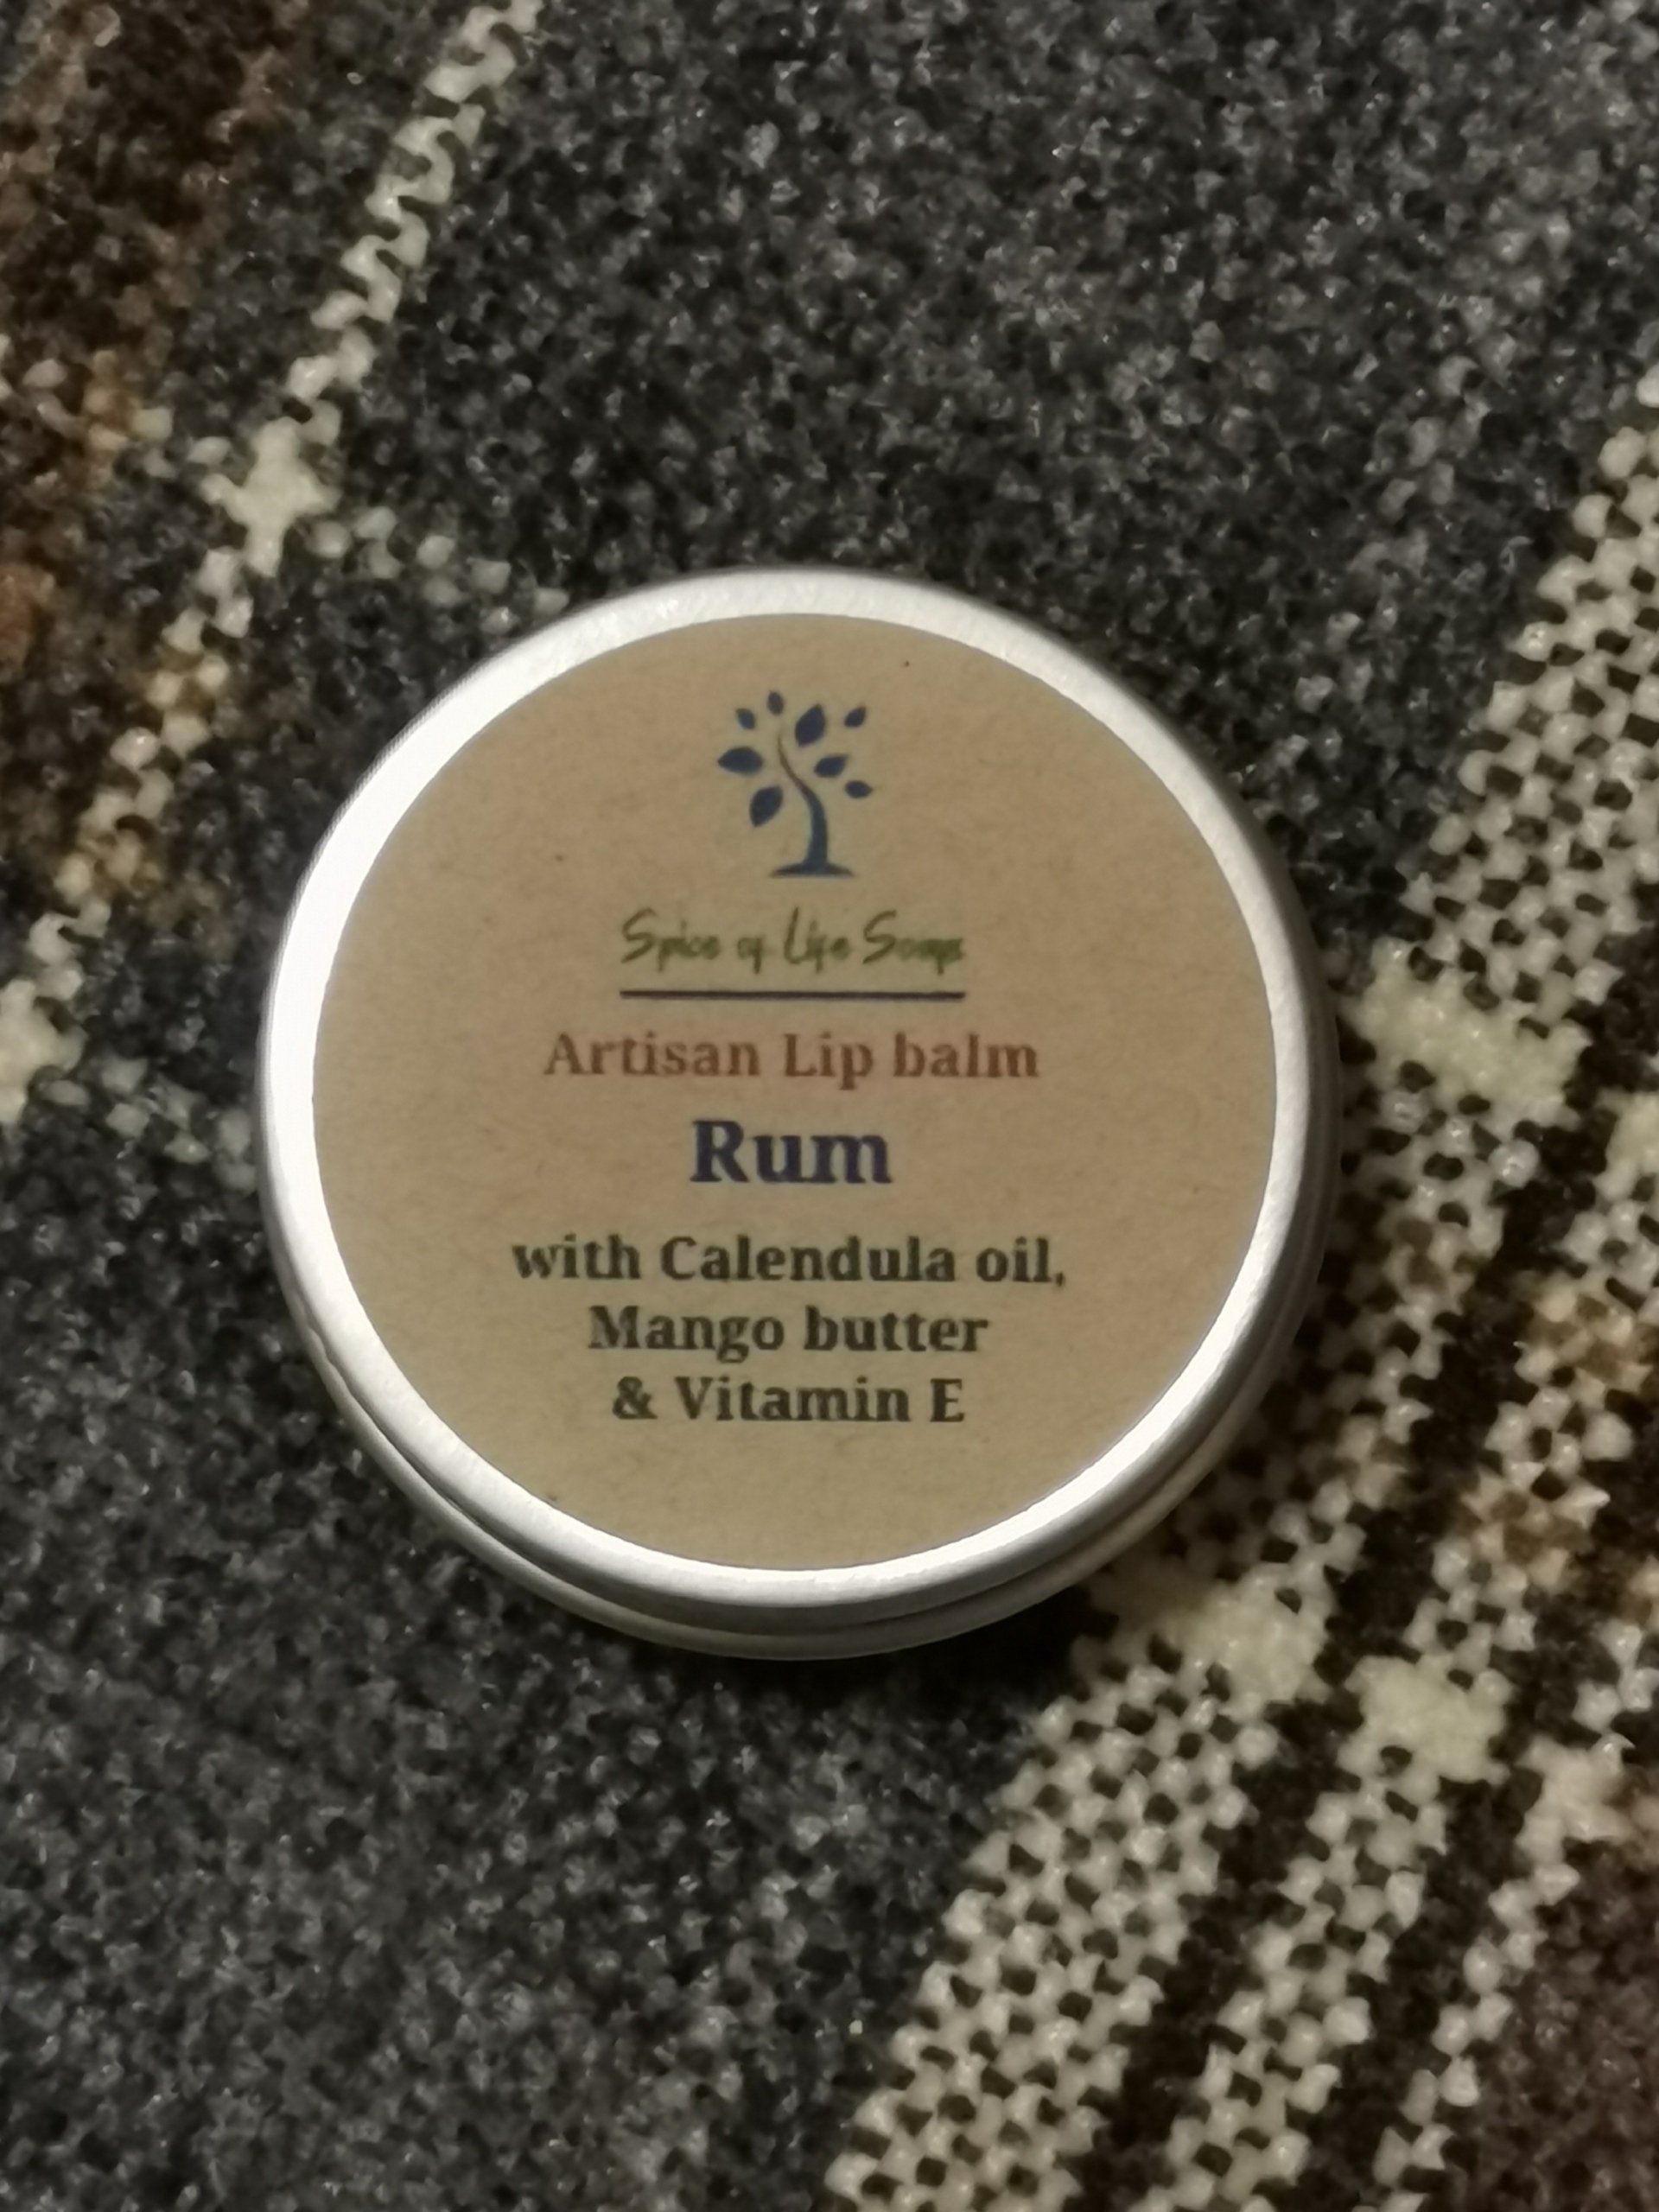 Spice of Life Soaps
Artisan Lip balm
Rum
with Calendula oil,
Mango butter
& Vitamin E